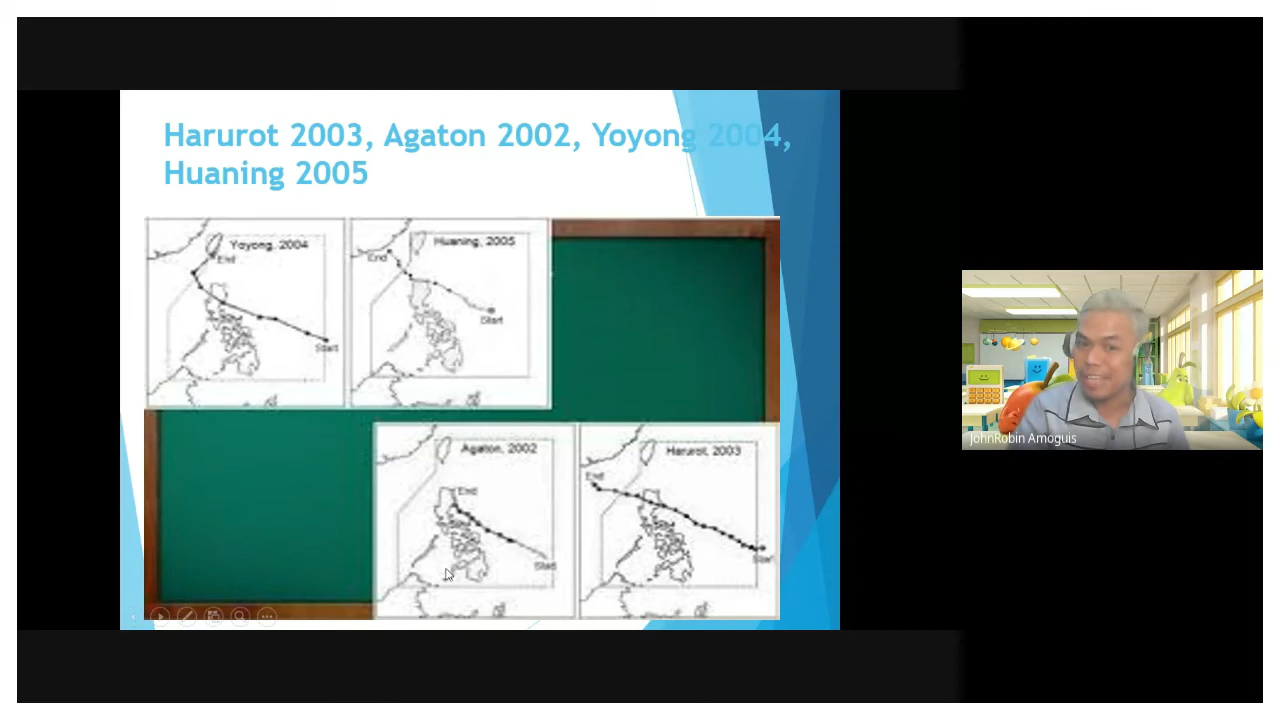 Harurot 2003, Agaton 2002, Yoyong 2004,
Huaning 2005
Yoyong, 2004
End
Start
Huaning, 2005
End
Start
Agaton, 2002
End
Start
Harurot, 2003
End
Start
JohnRobin Amoguis